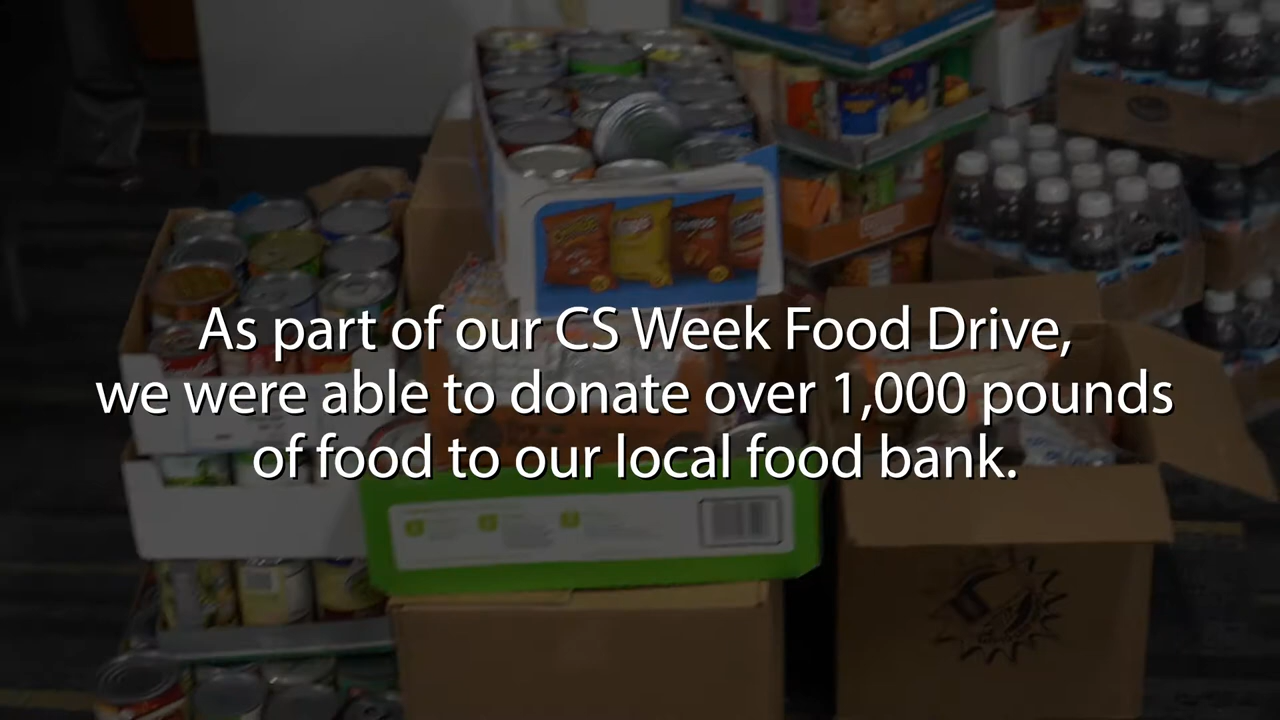 As part of our CS Week Food Drive,
we were able to donate over 1,000 pounds
of food to our local food bank.